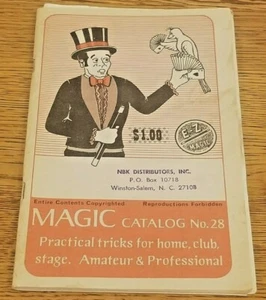 $1.00
E-Z
MAGIC
NBK DISTRIBUTORS, INC.
P.O. Box 10718
Winston-Salem, N. C. 27108
Entire Contents Copyrighted Reproductions Forbidden
MAGIC CATALOG No.28
Practical tricks for home, club,
stage. Amateur & Professional